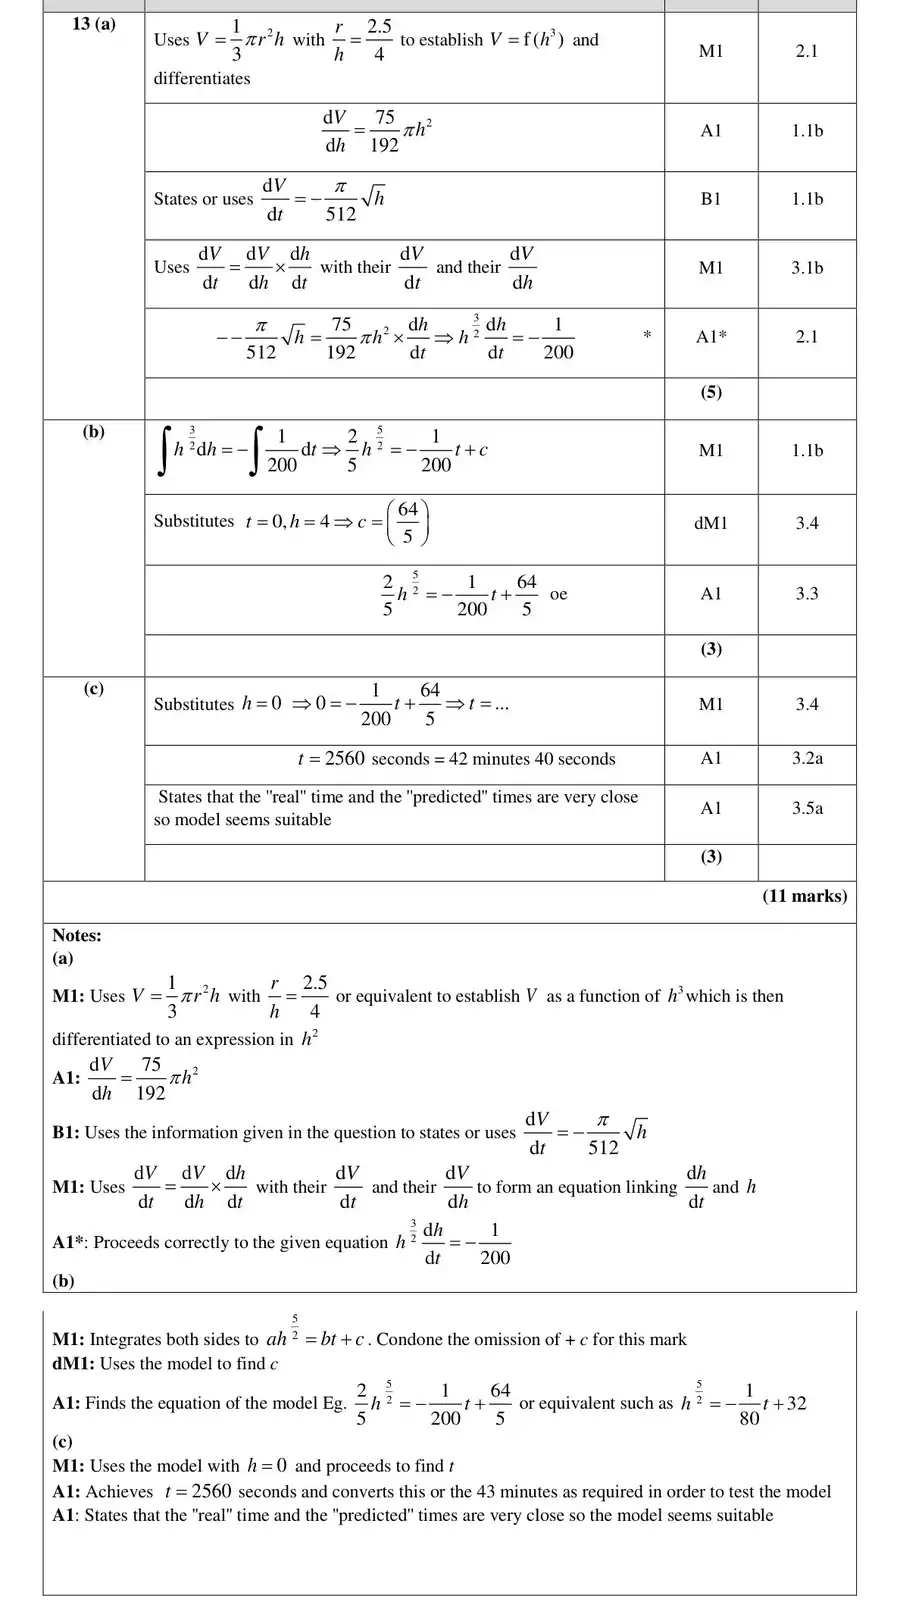 13 (a) Uses V = 1/3 πr²h with r/h = 2.5/4 to establish V = f(h³) and differentiates M1 2.1
dV/dh = 75/192 πh² A1 1.1b
States or uses dV/dt = −π/512 √h B1 1.1b
Uses dV/dt = dV/dh × dh/dt with their dV/dt and their dV/dh M1 3.1b
−−π/512 √h = 75/192 πh² × dh/dt ⇒ h^(3/2) dh/dt = −1/200 * A1* 2.1
(5)
(b) ∫ h^(3/2) dh = −∫ 1/200 dt ⇒ 2/5 h^(5/2) = −1/200 t + c M1 1.1b
Substitutes t = 0, h = 4 ⇒ c = (64/5) dM1 3.4
2/5 h^(5/2) = −1/200 t + 64/5 oe A1 3.3
(3)
(c) Substitutes h = 0 ⇒ 0 = −1/200 t + 64/5 ⇒ t = ... M1 3.4
t = 2560 seconds = 42 minutes 40 seconds A1 3.2a
States that the "real" time and the "predicted" times are very close
so model seems suitable A1 3.5a
(3)
(11 marks)
Notes:
(a)
M1: Uses V = 1/3 πr²h with r/h = 2.5/4 or equivalent to establish V as a function of h³ which is then
differentiated to an expression in h²
A1: dV/dh = 75/192 πh²
B1: Uses the information given in the question to states or uses dV/dt = −π/512 √h
M1: Uses dV/dt = dV/dh × dh/dt with their dV/dt and their dV/dh to form an equation linking dh/dt and h
A1*: Proceeds correctly to the given equation h^(3/2) dh/dt = −1/200
(b)
M1: Integrates both sides to ah^(5/2) = bt + c. Condone the omission of + c for this mark
dM1: Uses the model to find c
A1: Finds the equation of the model Eg. 2/5 h^(5/2) = −1/200 t + 64/5 or equivalent such as h^(5/2) = −1/80 t + 32
(c)
M1: Uses the model with h = 0 and proceeds to find t
A1: Achieves t = 2560 seconds and converts this or the 43 minutes as required in order to test the model
A1: States that the "real" time and the "predicted" times are very close so the model seems suitable